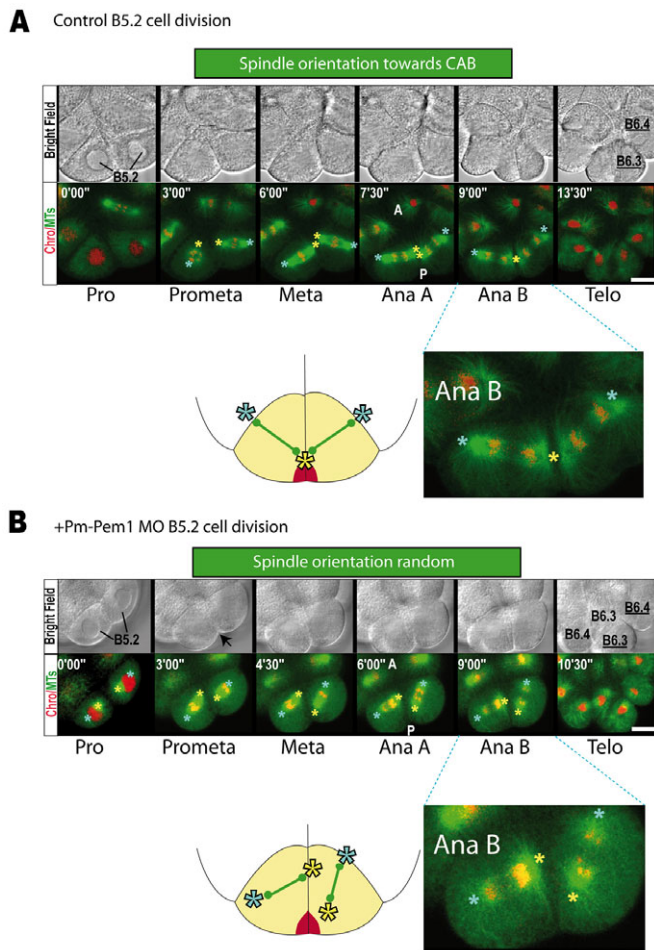 A Control B5.2 cell division
Spindle orientation towards CAB
Bright Field
B5.2
B6.4
B6.3
Chro/MTs
0'00" 3'00" 6'00" 7'30" 9'00" 13'30"
A
P
Pro Prometa Meta Ana A Ana B Telo
Ana B
B +Pm-Pem1 MO B5.2 cell division
Spindle orientation random
Bright Field
B5.2
B6.3 B6.4
B6.4 B6.3
Chro/MTs
0'00" 3'00" 4'30" 6'00" A 9'00" 10'30"
P
Pro Prometa Meta Ana A Ana B Telo
Ana B